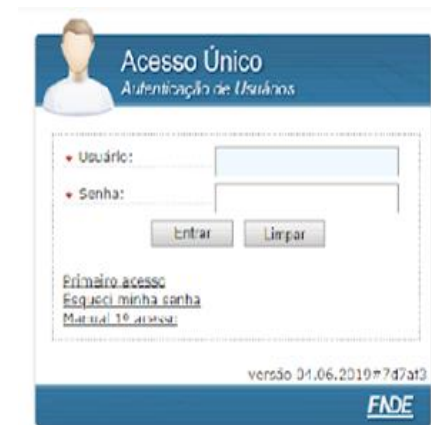 Acesso Único
Autenticação de Usuários
Usuário:
Senha:
Entrar Limpar
Primeiro acesso
Esqueci minha senha
Manual 1º acesso
versão 04.06.2019#7d7af3
FNDE